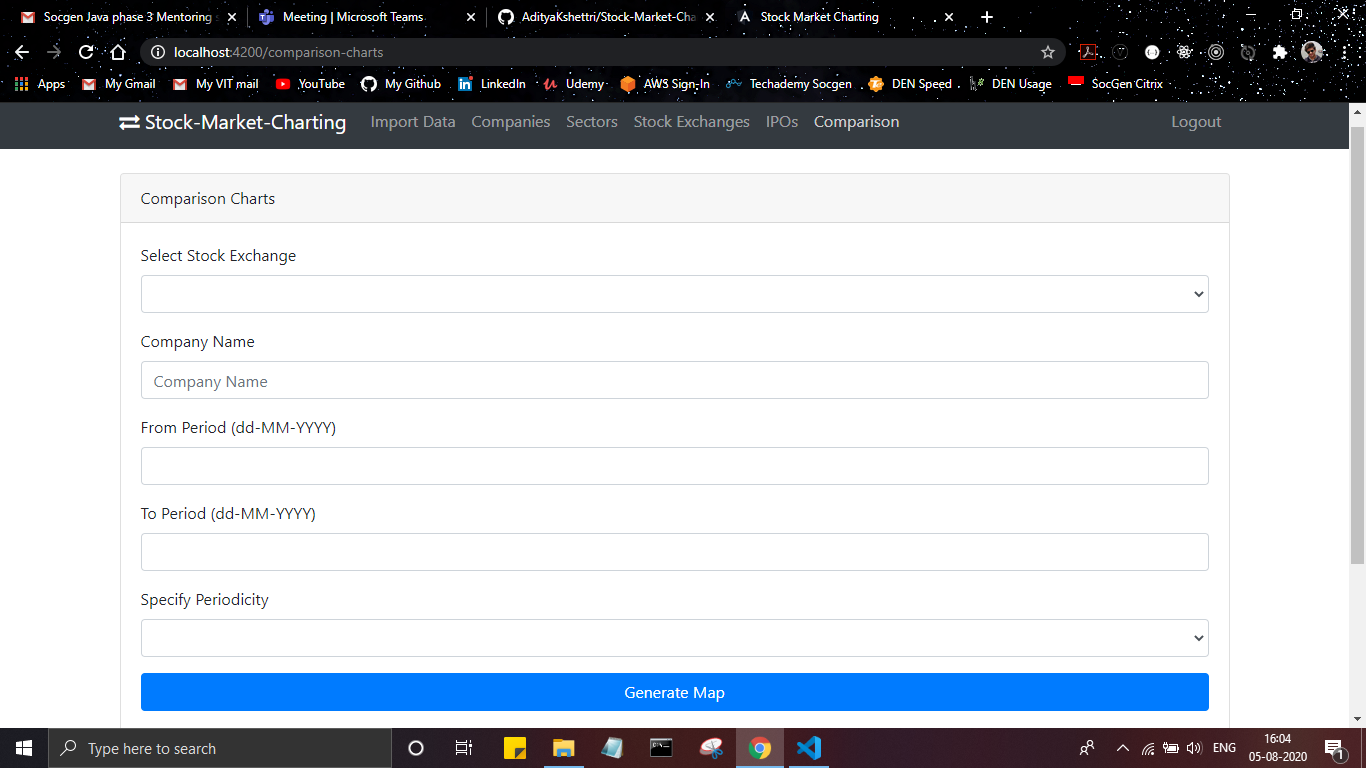 Socgen Java phase 3 Mentoring
Meeting | Microsoft Teams
AdityaKshettri/Stock-Market-Cha
Stock Market Charting
localhost:4200/comparison-charts
Apps My Gmail My VIT mail YouTube My Github LinkedIn Udemy AWS Sign-In Techademy Socgen DEN Speed DEN Usage SocGen Citrix
Stock-Market-Charting Import Data Companies Sectors Stock Exchanges IPOs Comparison Logout
Comparison Charts
Select Stock Exchange
Company Name
Company Name
From Period (dd-MM-YYYY)
To Period (dd-MM-YYYY)
Specify Periodicity
Generate Map
Type here to search
ENG
16:04
05-08-2020
1